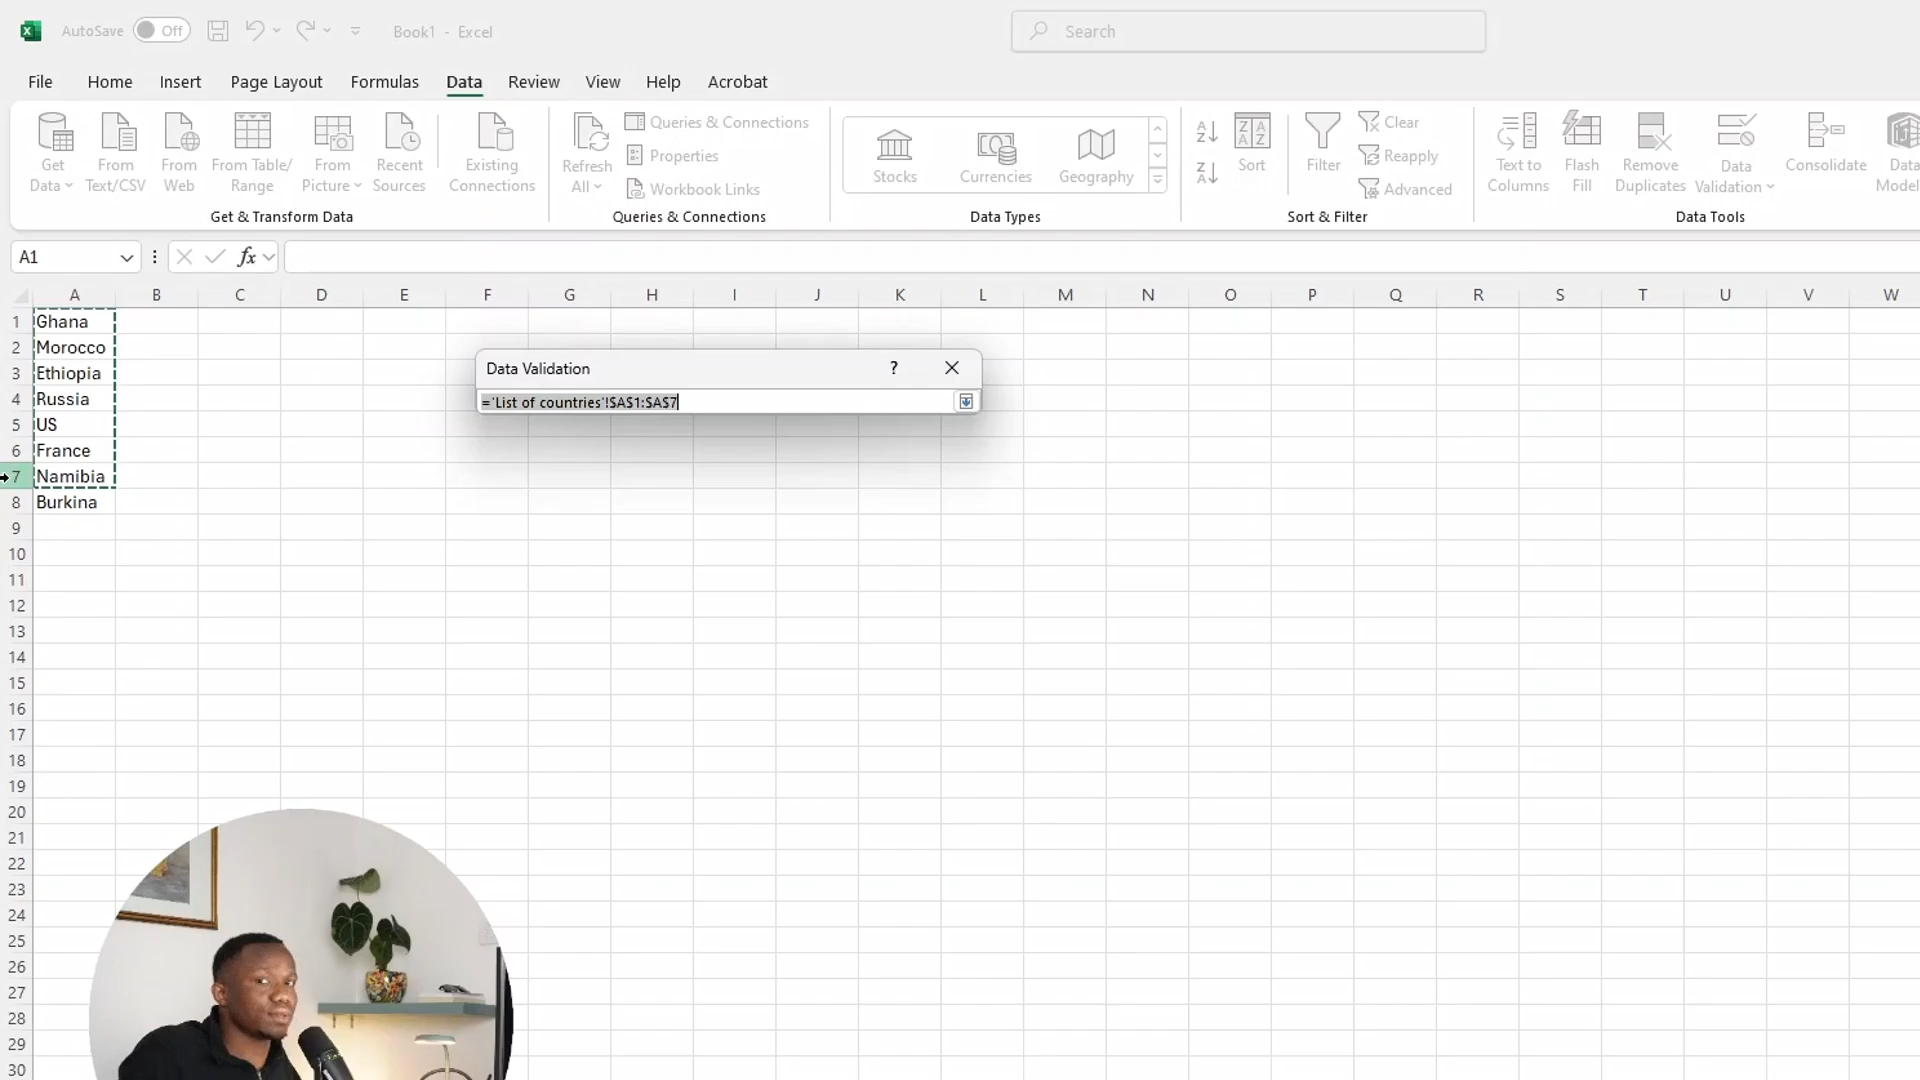 AutoSave Off Book1 - Excel Search
File Home Insert Page Layout Formulas Data Review View Help Acrobat
Get Data From Text/CSV From Web From Table/ Range From Picture Recent Sources Existing Connections
Get & Transform Data
Refresh All Queries & Connections
Properties
Workbook Links
Queries & Connections
Stocks Currencies Geography
Data Types
Sort Filter Clear
Reapply
Advanced
Sort & Filter
Text to Columns Flash Fill Remove Duplicates Data Validation Consolidate Data Model
Data Tools
A1 fx
A B C D E F G H I J K L M N O P Q R S T U V W
1 Ghana
2 Morocco
3 Ethiopia
4 Russia
5 US
6 France
7 Namibia
8 Burkina
9
10
11
12
13
14
15
16
17
18
19
20
21
22
23
24
25
26
27
28
29
30
Data Validation ?
='List of countries'!$A$1:$A$7